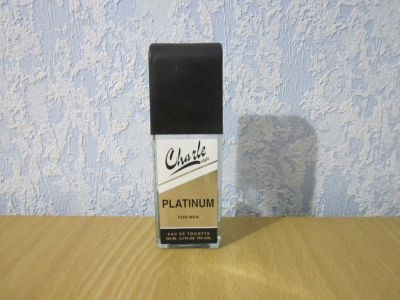 Charle
PLATINUM
FOR MEN
EAU DE TOILETTE